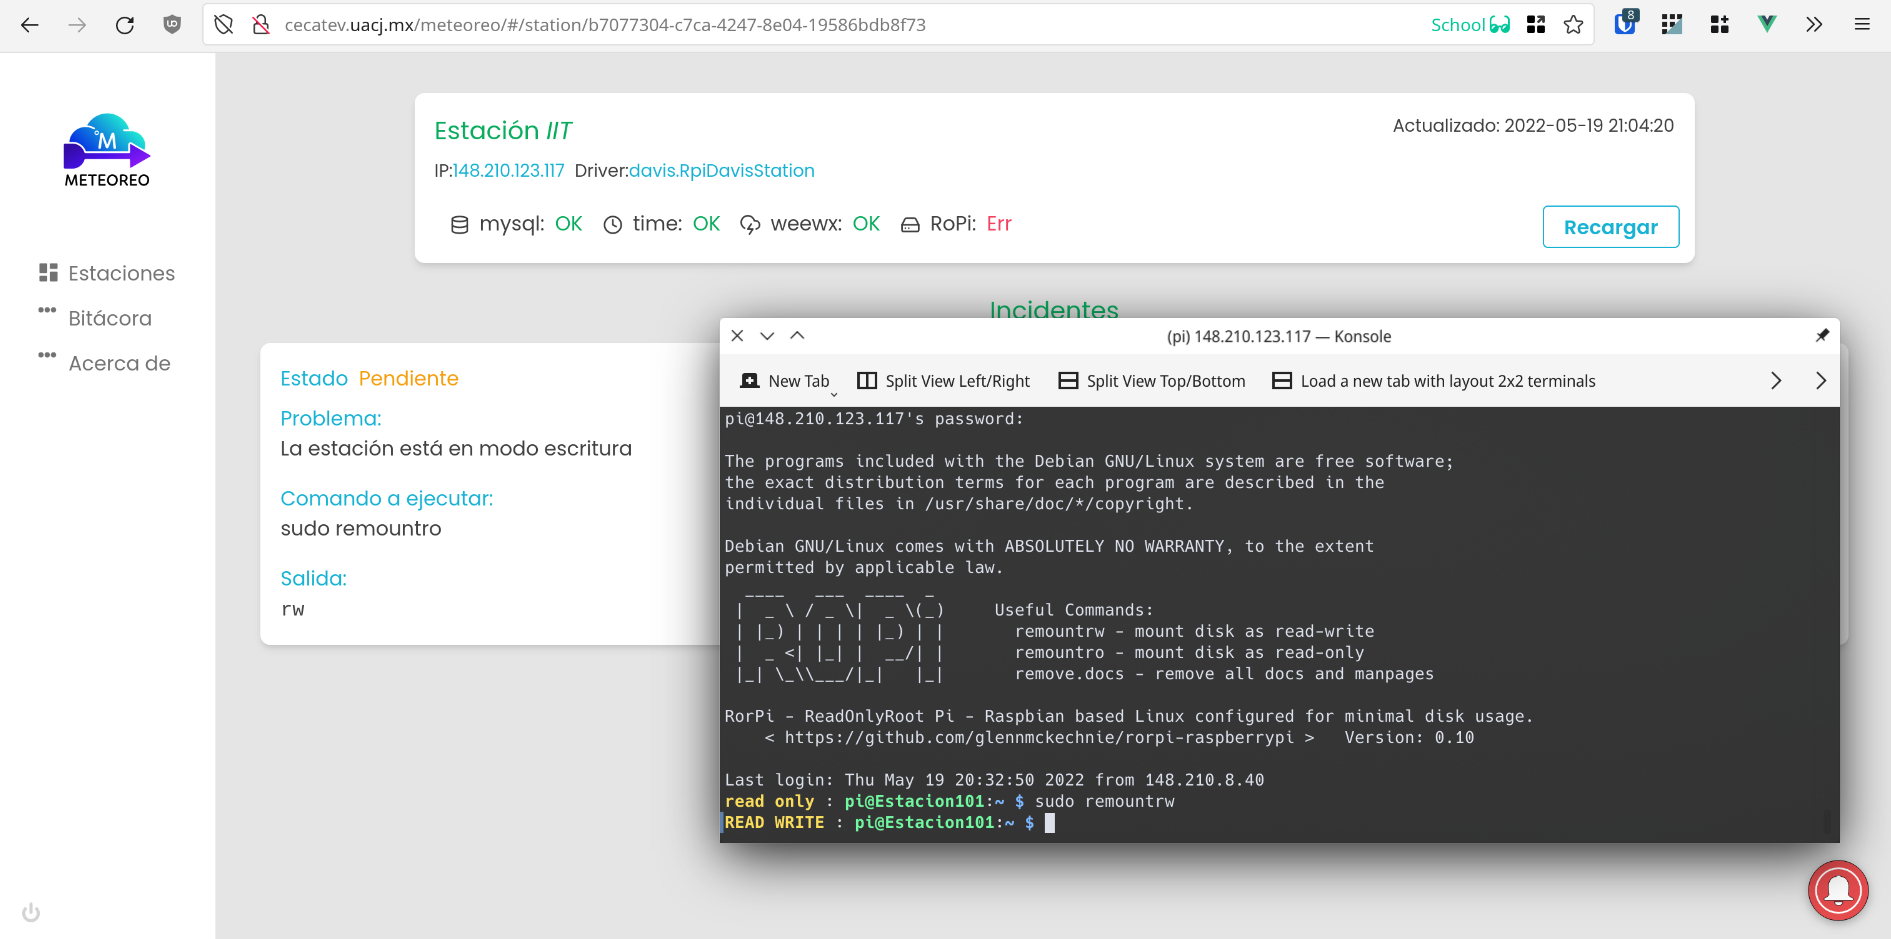 cecatev.uacj.mx/meteoreo/#/station/b7077304-c7ca-4247-8e04-19586bdb8f73
School
8
°M
METEOREO
Estaciones
Bitácora
Acerca de
Estación IIT
Actualizado: 2022-05-19 21:04:20
IP:148.210.123.117 Driver:davis.RpiDavisStation
mysql: OK time: OK weewx: OK RoPi: Err
Recargar
Incidentes
Estado Pendiente
Problema:
La estación está en modo escritura
Comando a ejecutar:
sudo remountro
Salida:
rw
(pi) 148.210.123.117 — Konsole
New Tab Split View Left/Right Split View Top/Bottom Load a new tab with layout 2x2 terminals
pi@148.210.123.117's password:
The programs included with the Debian GNU/Linux system are free software;
the exact distribution terms for each program are described in the
individual files in /usr/share/doc/*/copyright.
Debian GNU/Linux comes with ABSOLUTELY NO WARRANTY, to the extent
permitted by applicable law.
RoPi
Useful Commands:
remountrw - mount disk as read-write
remountro - mount disk as read-only
remove.docs - remove all docs and manpages
RorPi - ReadOnlyRoot Pi - Raspbian based Linux configured for minimal disk usage.
< https://github.com/glennmckechnie/rorpi-raspberrypi > Version: 0.10
Last login: Thu May 19 20:32:50 2022 from 148.210.8.40
read only : pi@Estacion101:~ $ sudo remountrw
READ WRITE : pi@Estacion101:~ $